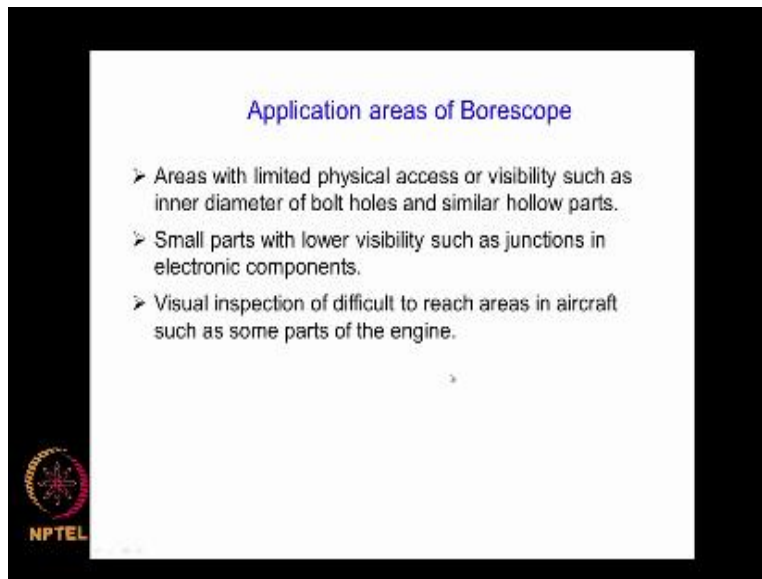 Application areas of Borescope
➢ Areas with limited physical access or visibility such as
inner diameter of bolt holes and similar hollow parts.
➢ Small parts with lower visibility such as junctions in
electronic components.
➢ Visual inspection of difficult to reach areas in aircraft
such as some parts of the engine.
NPTEL